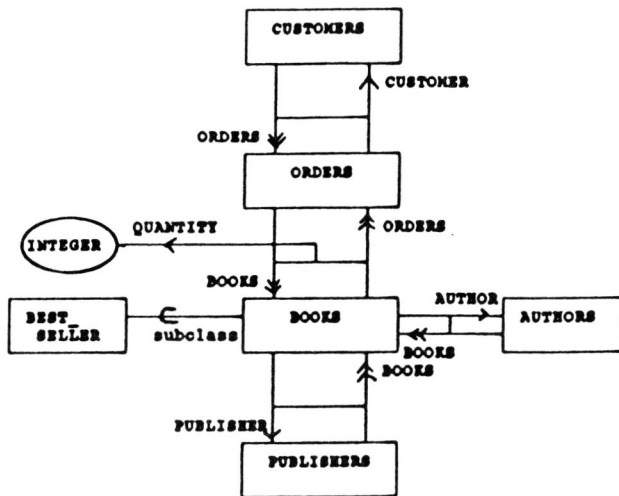 CUSTOMERS
CUSTOMER
ORDERS
ORDERS
QUANTITY
ORDERS
INTEGER
BOOKS
AUTHOR
BEST_
SELLER
subclass
BOOKS
AUTHORS
BOOKS
BOOKS
PUBLISHER
PUBLISHERS